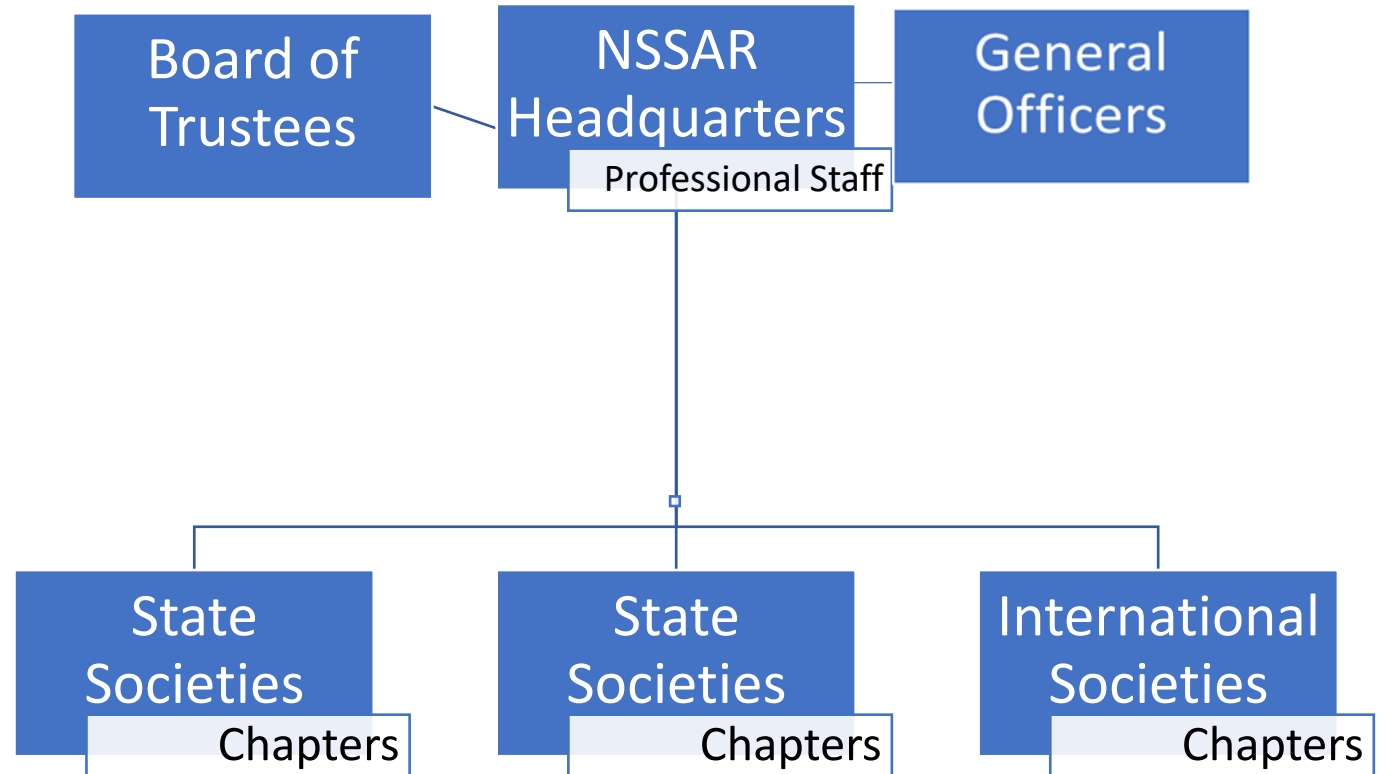 Board of
Trustees
NSSAR
Headquarters
Professional Staff
General
Officers
State
Societies
Chapters
State
Societies
Chapters
International
Societies
Chapters